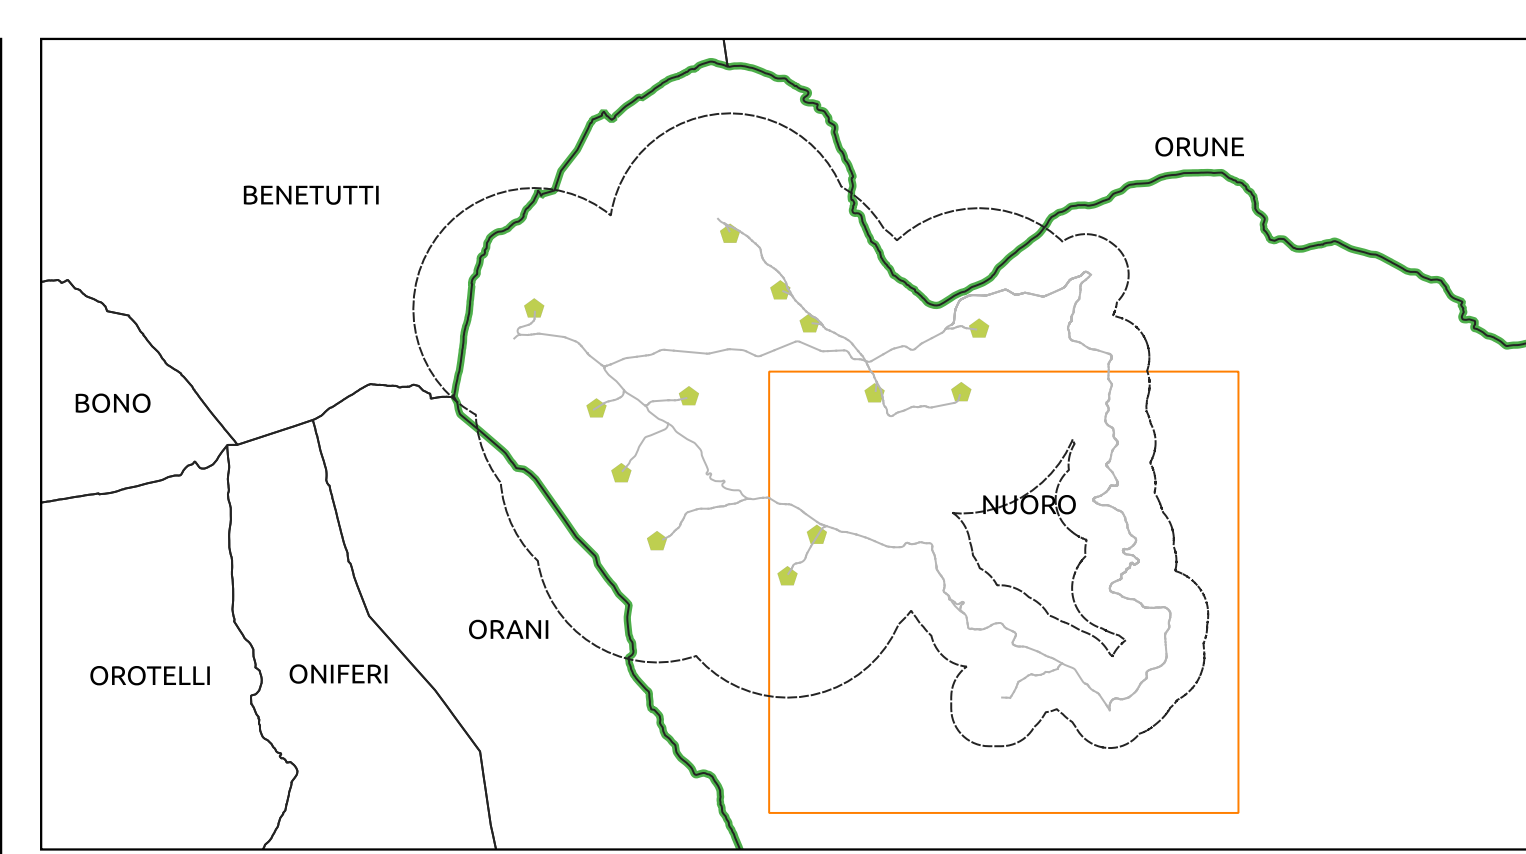 ORUNE
BENETUTTI
BONO
NUORO
ORANI
OROTELLI
ONIFERI